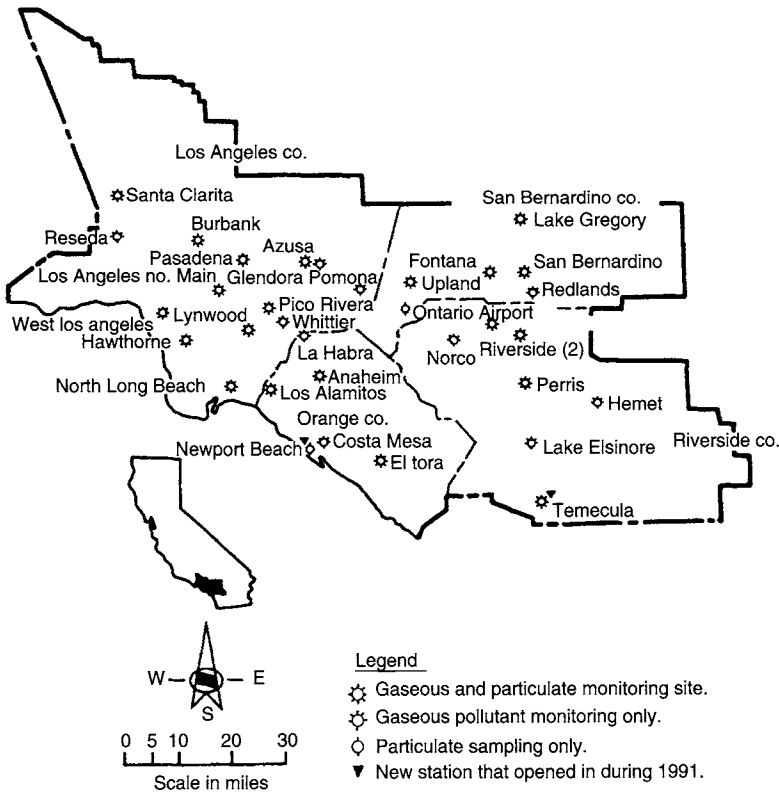 Los Angeles co.
Santa Clarita
San Bernardino co.
Lake Gregory
Burbank
Reseda
Pasadena
Azusa
Fontana
San Bernardino
Los Angeles no. Main
Glendora
Pomona
Upland
Redlands
Pico Rivera
Ontario Airport
West los angeles
Lynwood
Whittier
Hawthorne
La Habra
Norco
Riverside (2)
North Long Beach
Anaheim
Los Alamitos
Perris
Hemet
Orange co.
Newport Beach
Costa Mesa
El tora
Lake Elsinore
Riverside co.
Temecula
W E
S
0 5 10 20 30
Scale in miles
Legend
Gaseous and particulate monitoring site.
Gaseous pollutant monitoring only.
Particulate sampling only.
New station that opened in during 1991.